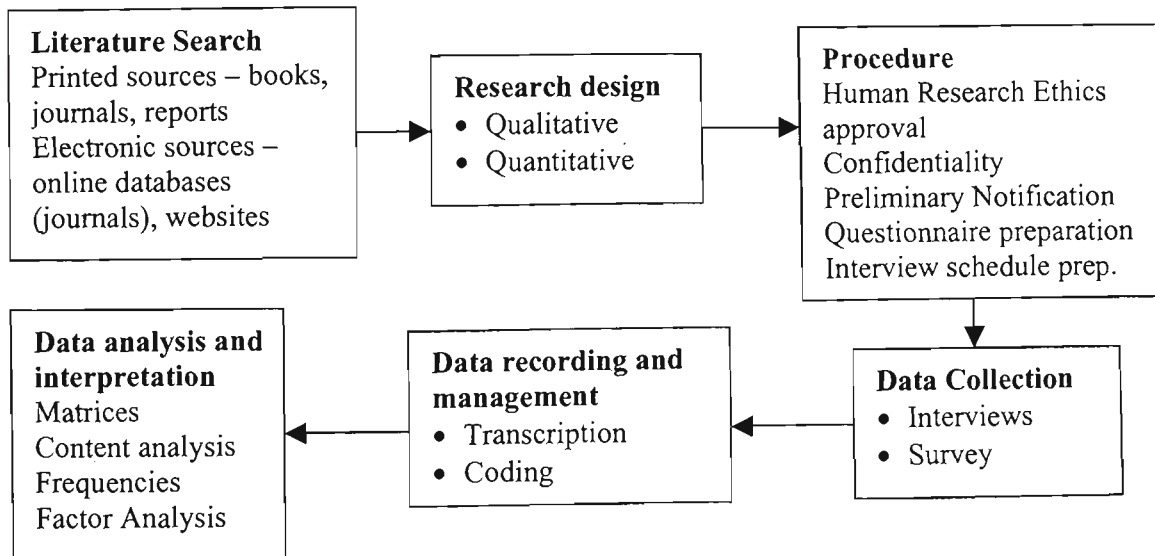 Literature Search
Printed sources – books,
journals, reports
Electronic sources –
online databases
(journals), websites
Research design
• Qualitative
• Quantitative
Procedure
Human Research Ethics
approval
Confidentiality
Preliminary Notification
Questionnaire preparation
Interview schedule prep.
Data Collection
• Interviews
• Survey
Data recording and
management
• Transcription
• Coding
Data analysis and
interpretation
Matrices
Content analysis
Frequencies
Factor Analysis